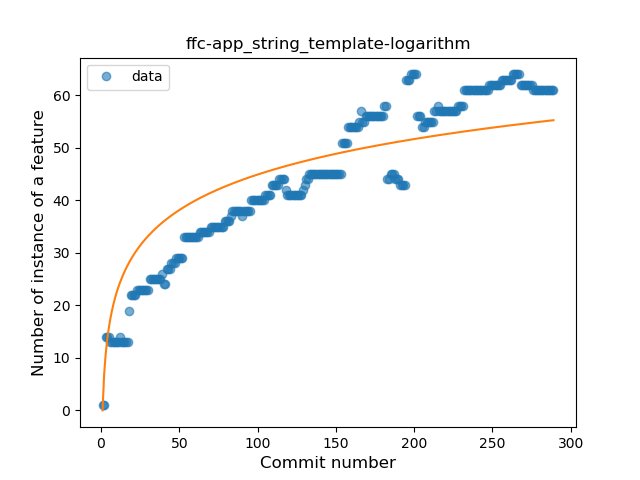 ffc-app_string_template-logarithm
data
Number of instance of a feature
60
50
40
30
20
10
0
0 50 100 150 200 250 300
Commit number